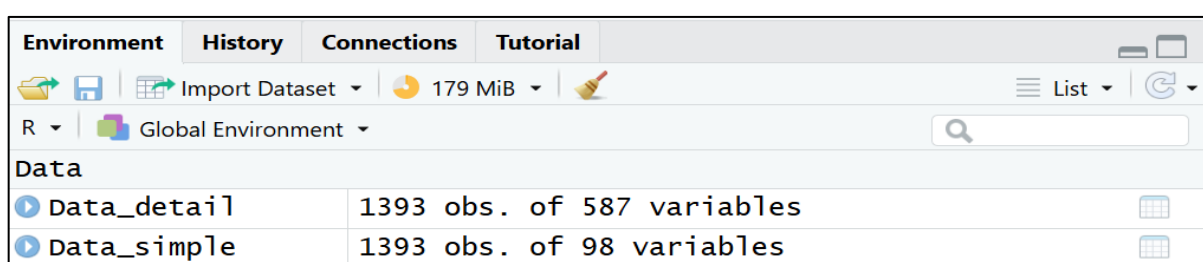 Environment History Connections Tutorial
Import Dataset 179 MiB List
R Global Environment
Data
Data_detail 1393 obs. of 587 variables
Data_simple 1393 obs. of 98 variables